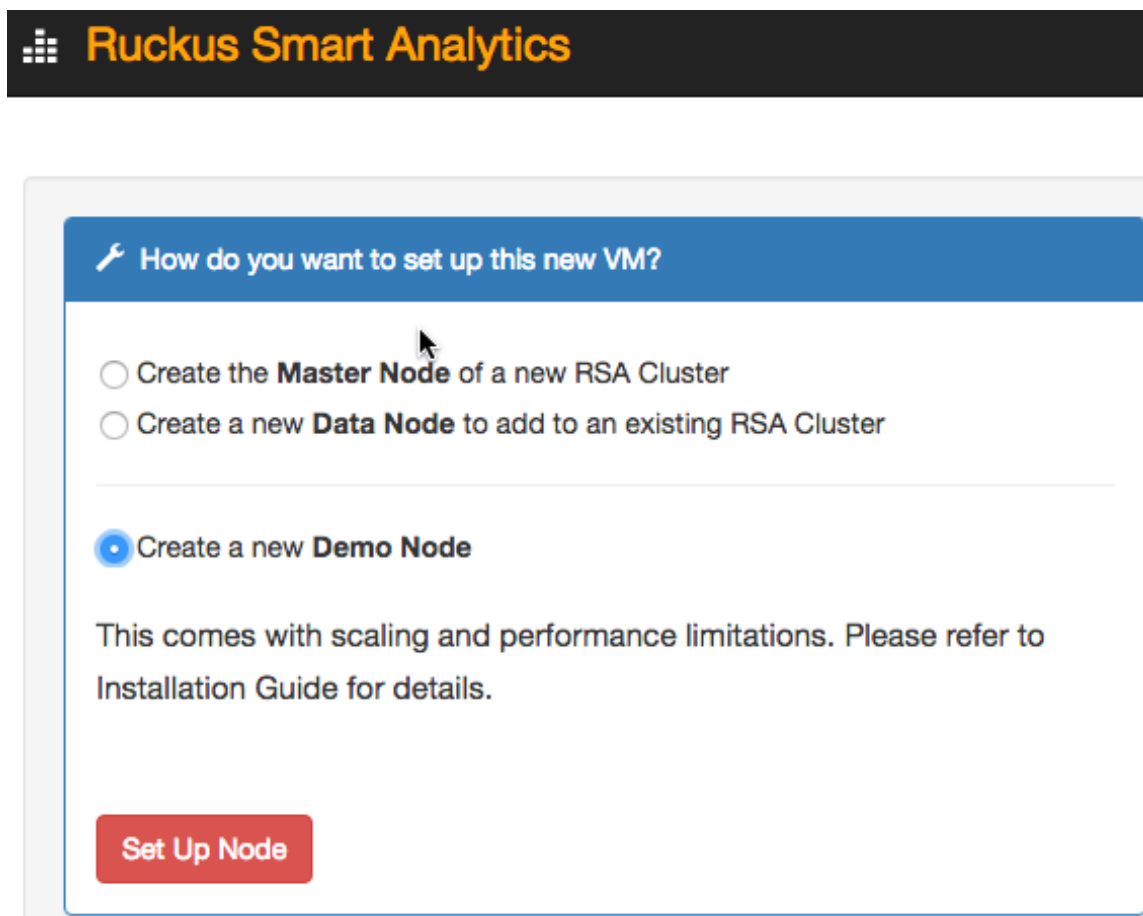 Ruckus Smart Analytics
How do you want to set up this new VM?
Create the Master Node of a new RSA Cluster
Create a new Data Node to add to an existing RSA Cluster
Create a new Demo Node
This comes with scaling and performance limitations. Please refer to
Installation Guide for details.
Set Up Node